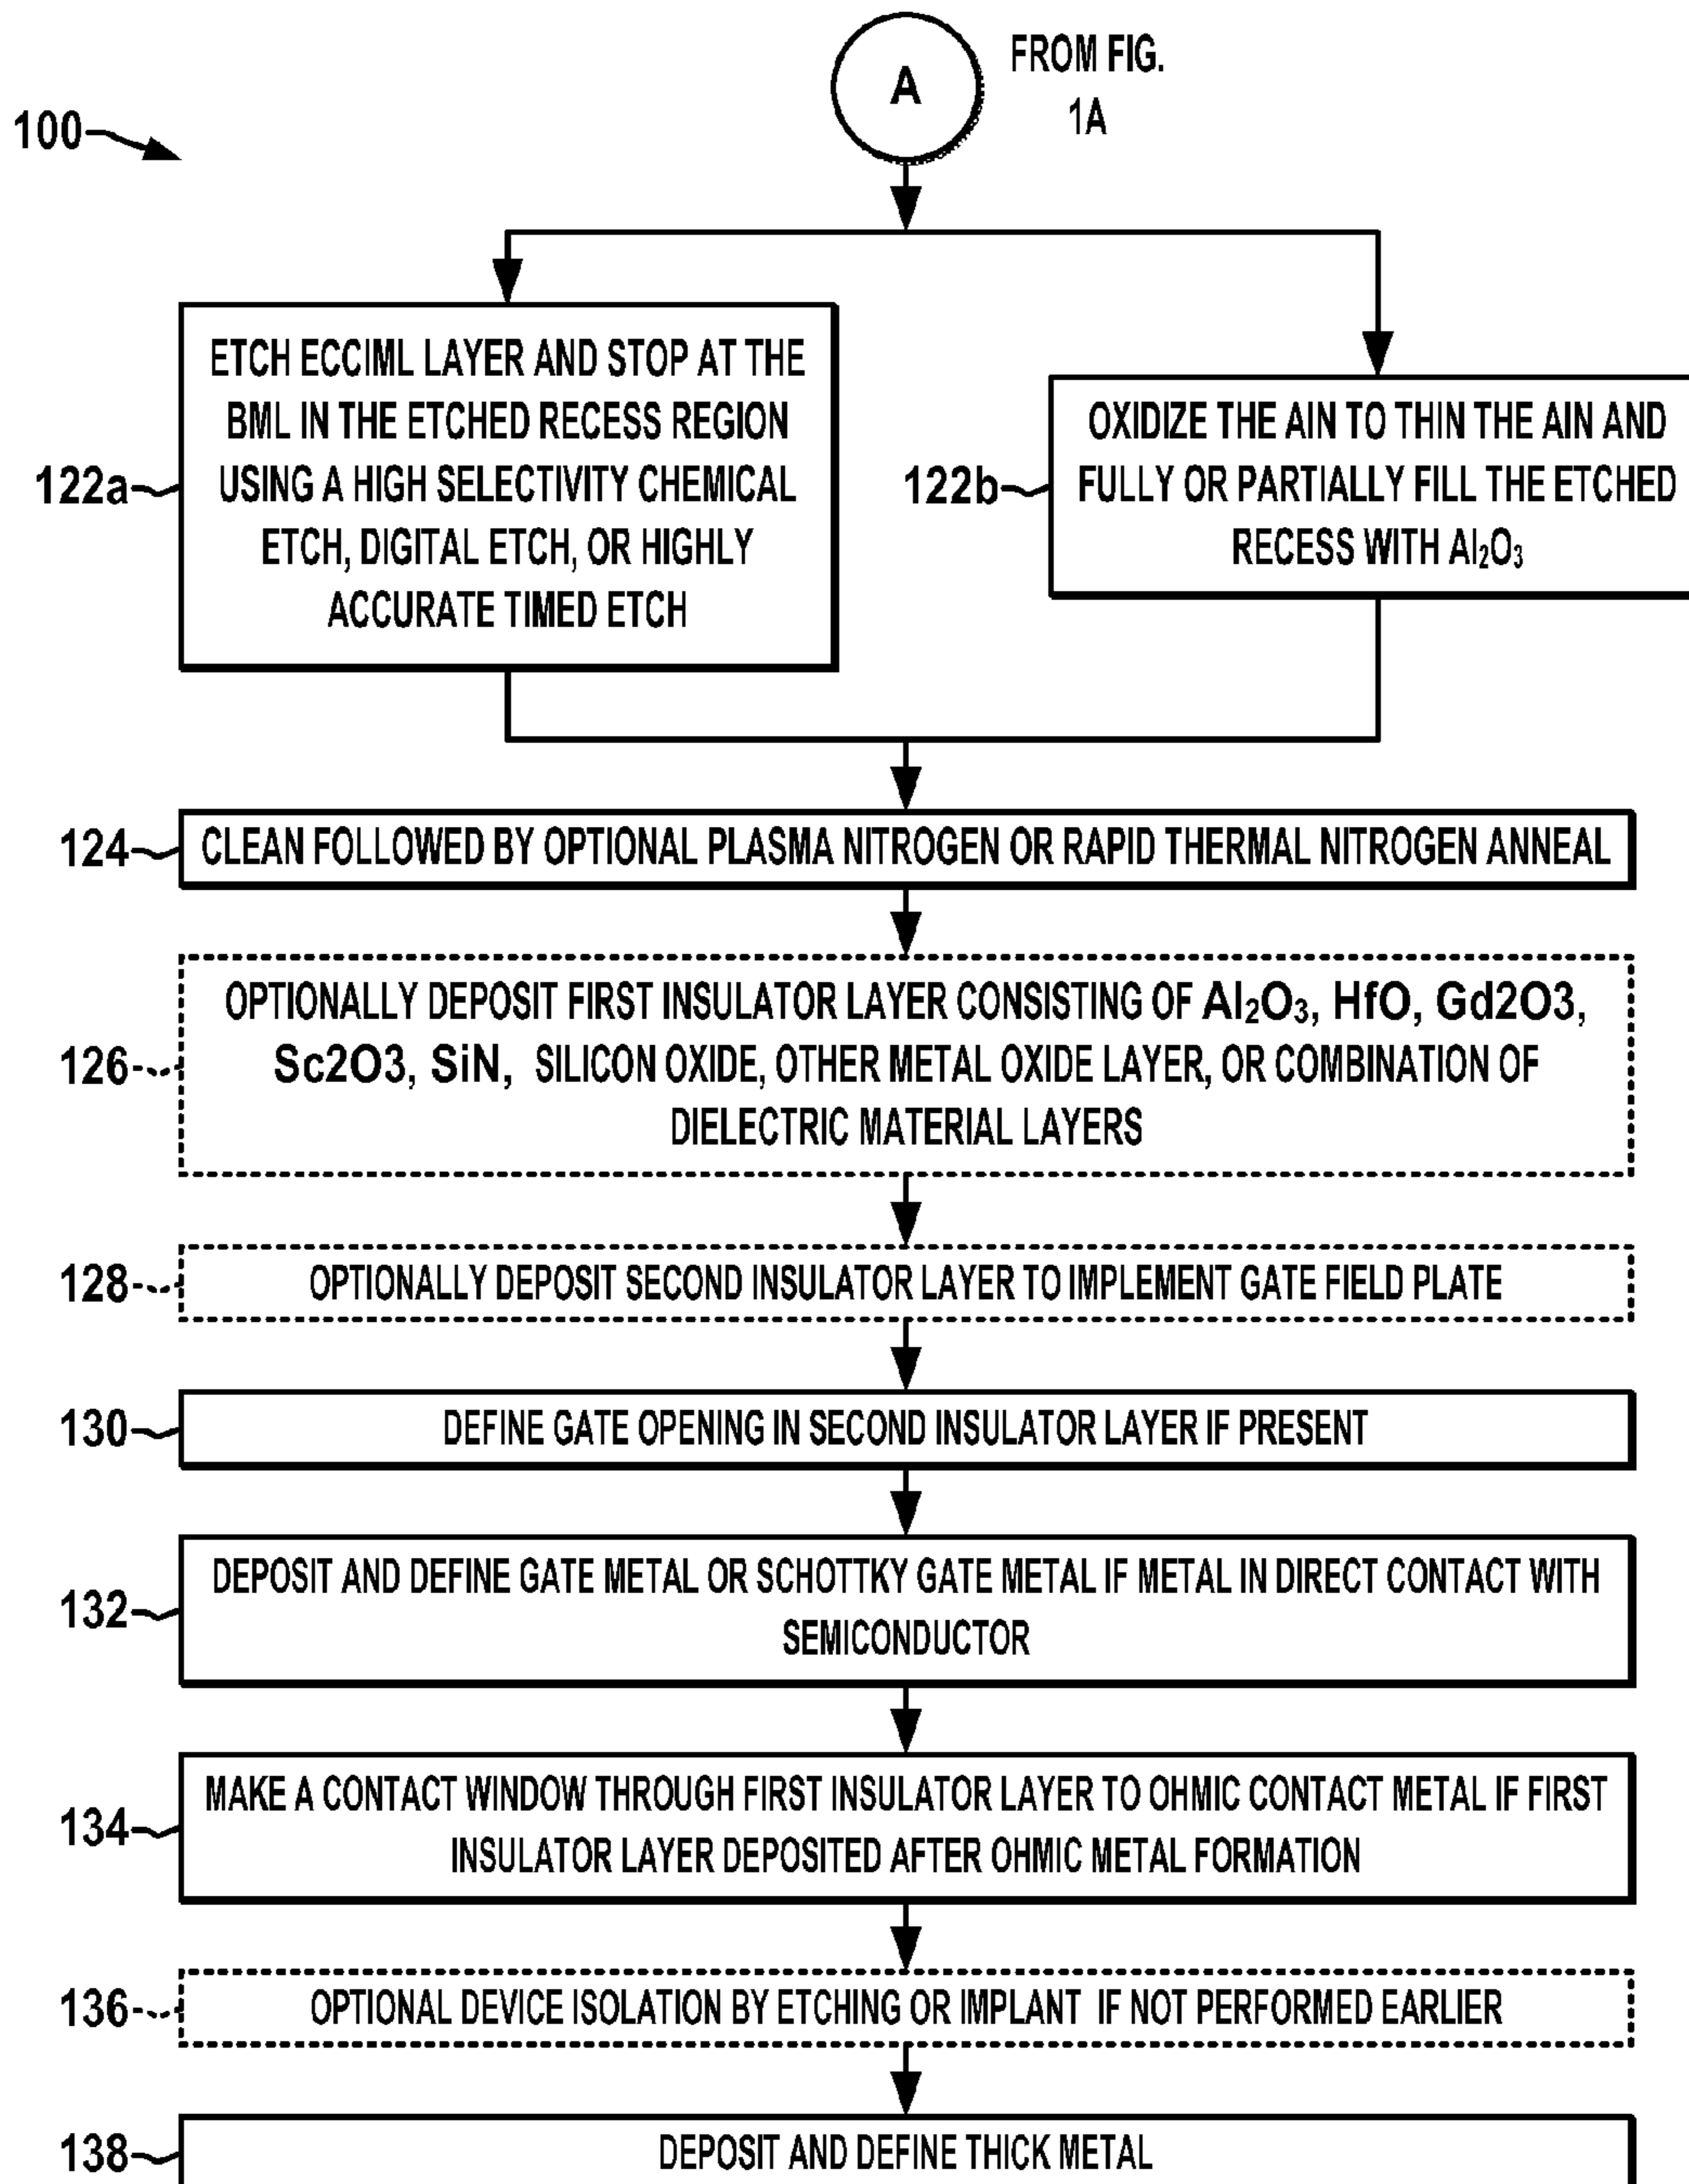 A
FROM FIG.
1A
100
122a
ETCH ECCIML LAYER AND STOP AT THE
BML IN THE ETCHED RECESS REGION
USING A HIGH SELECTIVITY CHEMICAL
ETCH, DIGITAL ETCH, OR HIGHLY
ACCURATE TIMED ETCH
122b
OXIDIZE THE AIN TO THIN THE AIN AND
FULLY OR PARTIALLY FILL THE ETCHED
RECESS WITH Al₂O₃
124
CLEAN FOLLOWED BY OPTIONAL PLASMA NITROGEN OR RAPID THERMAL NITROGEN ANNEAL
126
OPTIONALLY DEPOSIT FIRST INSULATOR LAYER CONSISTING OF Al₂O₃, HfO, Gd2O3,
Sc2O3, SiN, SILICON OXIDE, OTHER METAL OXIDE LAYER, OR COMBINATION OF
DIELECTRIC MATERIAL LAYERS
128
OPTIONALLY DEPOSIT SECOND INSULATOR LAYER TO IMPLEMENT GATE FIELD PLATE
130
DEFINE GATE OPENING IN SECOND INSULATOR LAYER IF PRESENT
132
DEPOSIT AND DEFINE GATE METAL OR SCHOTTKY GATE METAL IF METAL IN DIRECT CONTACT WITH
SEMICONDUCTOR
134
MAKE A CONTACT WINDOW THROUGH FIRST INSULATOR LAYER TO OHMIC CONTACT METAL IF FIRST
INSULATOR LAYER DEPOSITED AFTER OHMIC METAL FORMATION
136
OPTIONAL DEVICE ISOLATION BY ETCHING OR IMPLANT IF NOT PERFORMED EARLIER
138
DEPOSIT AND DEFINE THICK METAL